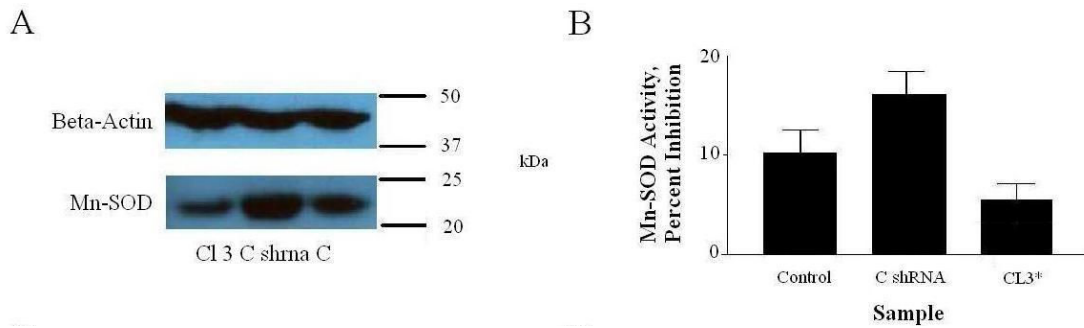 A
Beta-Actin
50
37
kDa
Mn-SOD
25
20
Cl 3 C shrna C
B
Mn-SOD Activity,
Percent Inhibition
20
10
0
Control
C shRNA
CL3*
Sample